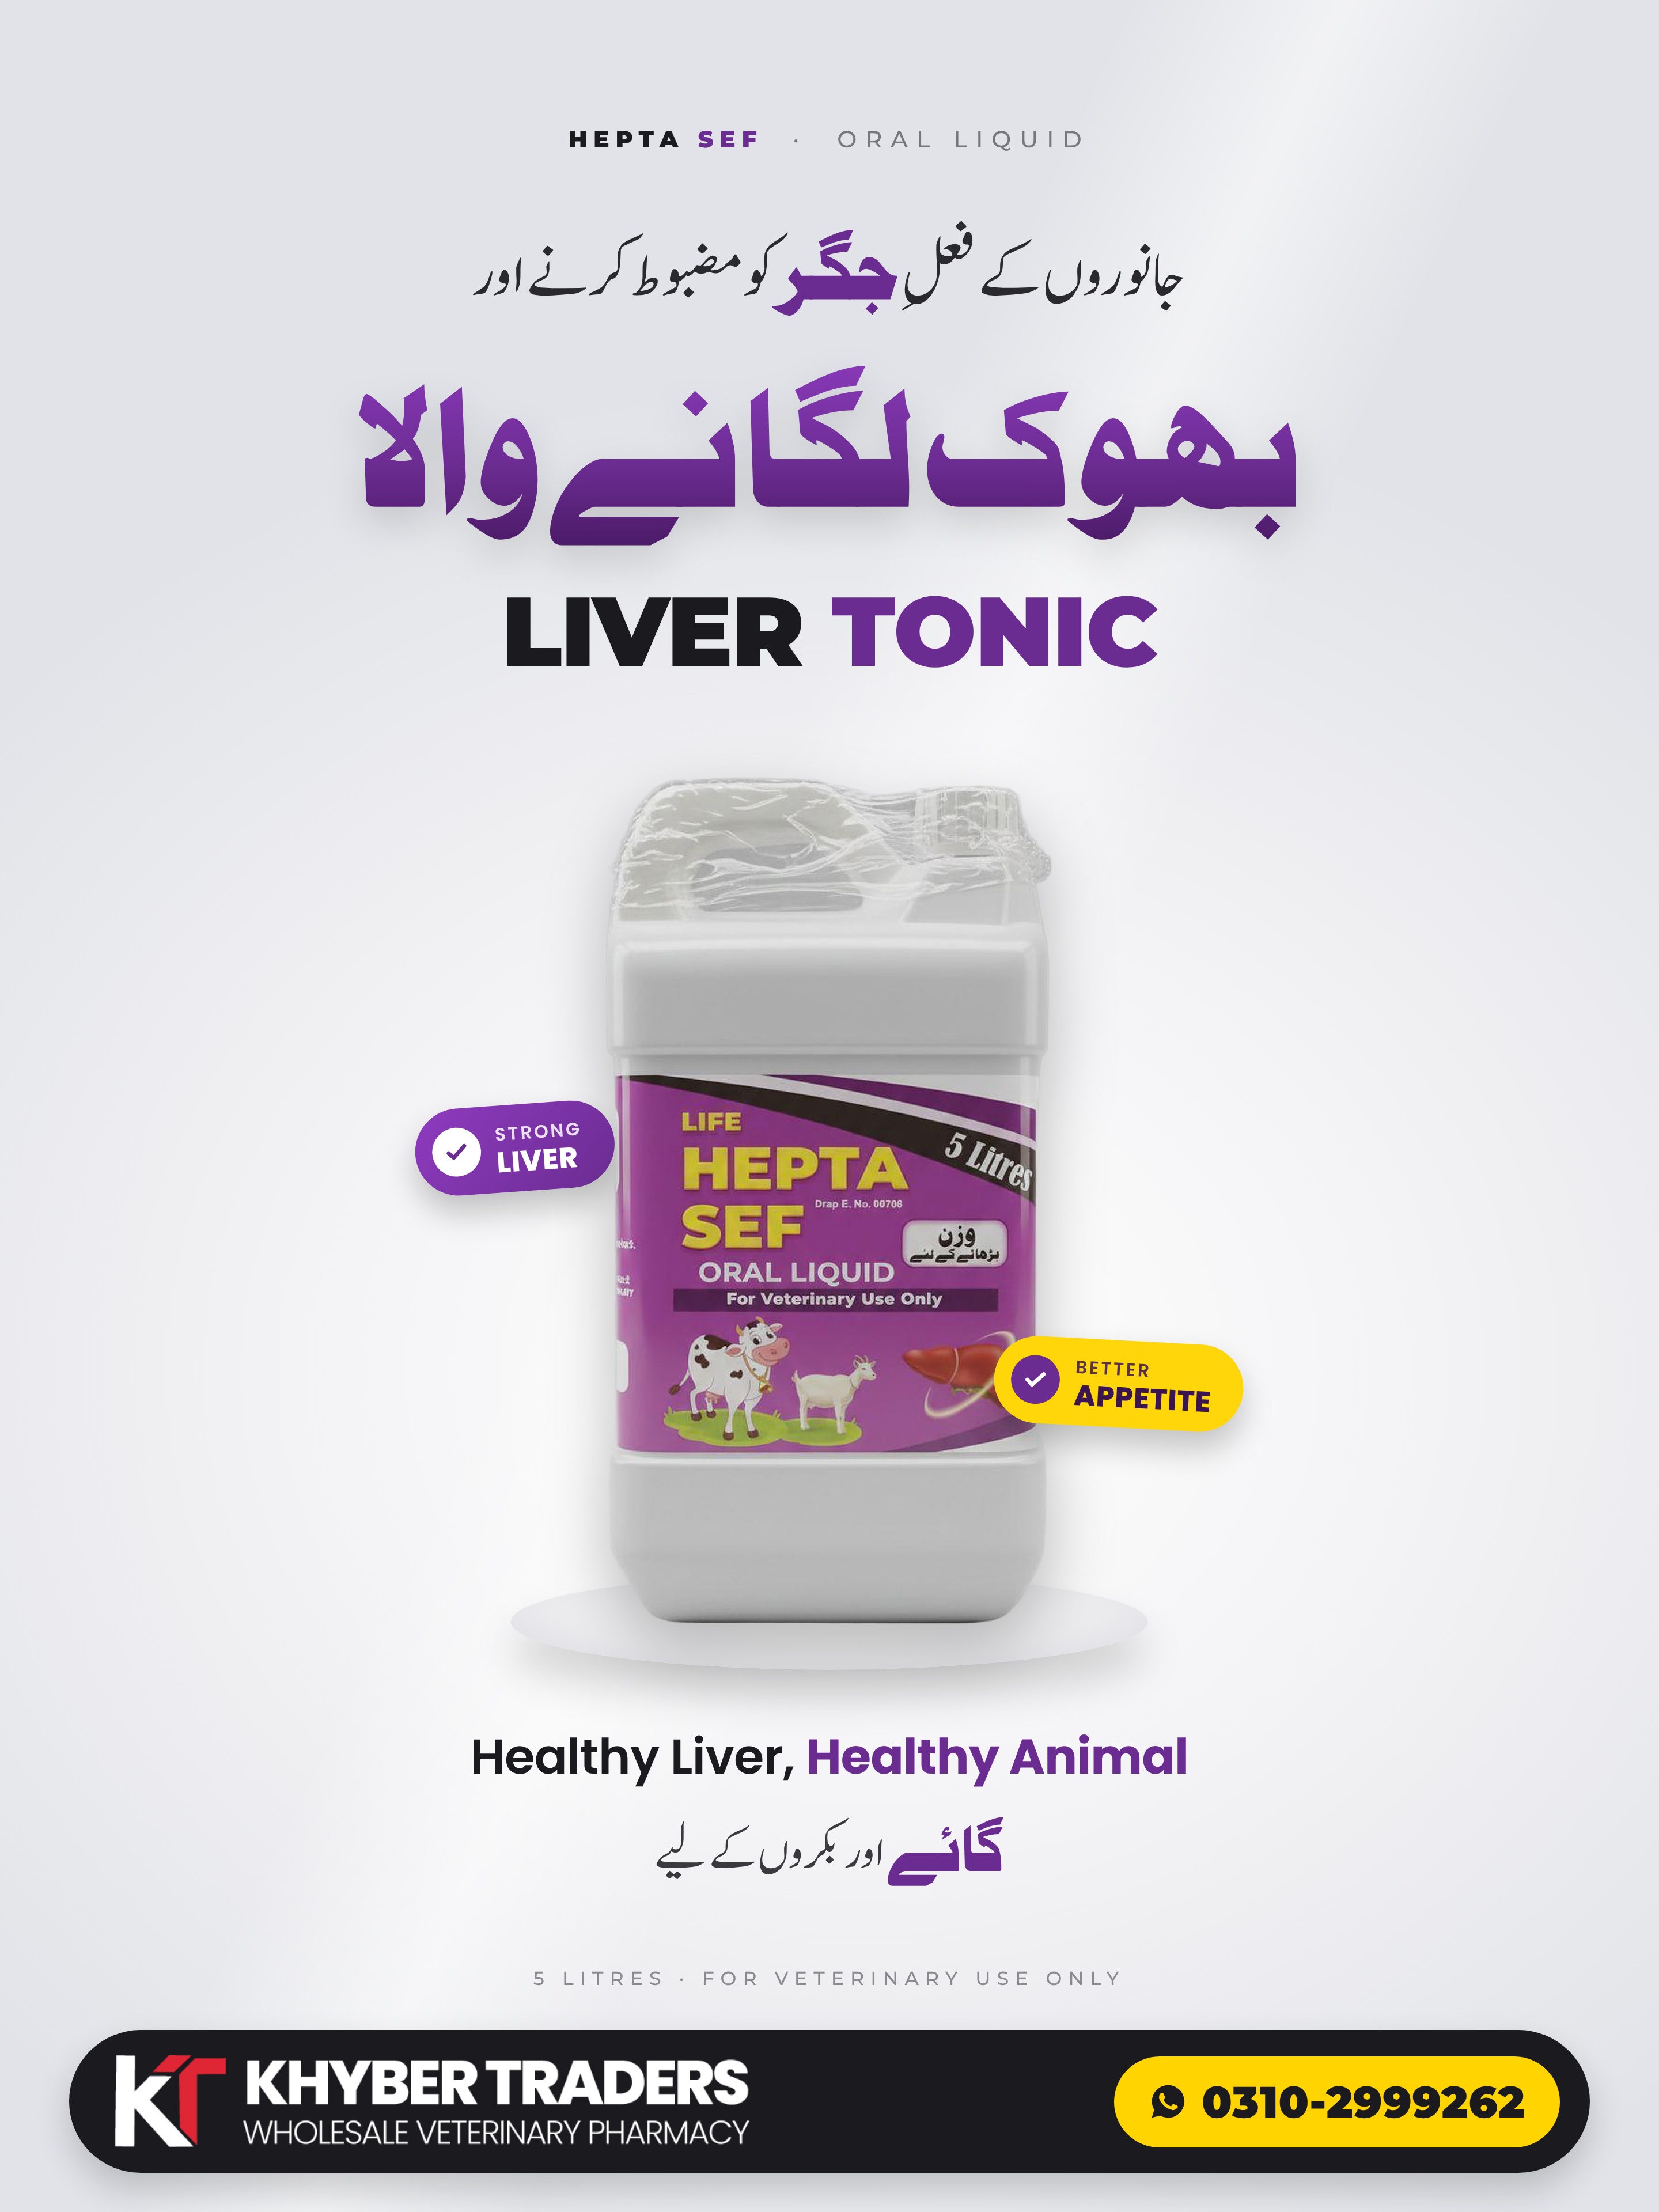 HEPTA SEF · ORAL LIQUID
جانوروں کے فعلِ جگر کو مضبوط کرنے اور
بھوک لگانے والا
LIVER TONIC
LIFE
HEPTA
SEF
5 Litres
Drap E. No. 00706
وزن
بڑھانے کے لئے
ORAL LIQUID
For Veterinary Use Only
STRONG
LIVER
BETTER
APPETITE
Healthy Liver, Healthy Animal
گائے اور بکروں کے لیے
5 LITRES · FOR VETERINARY USE ONLY
KT KHYBER TRADERS
WHOLESALE VETERINARY PHARMACY
0310-2999262